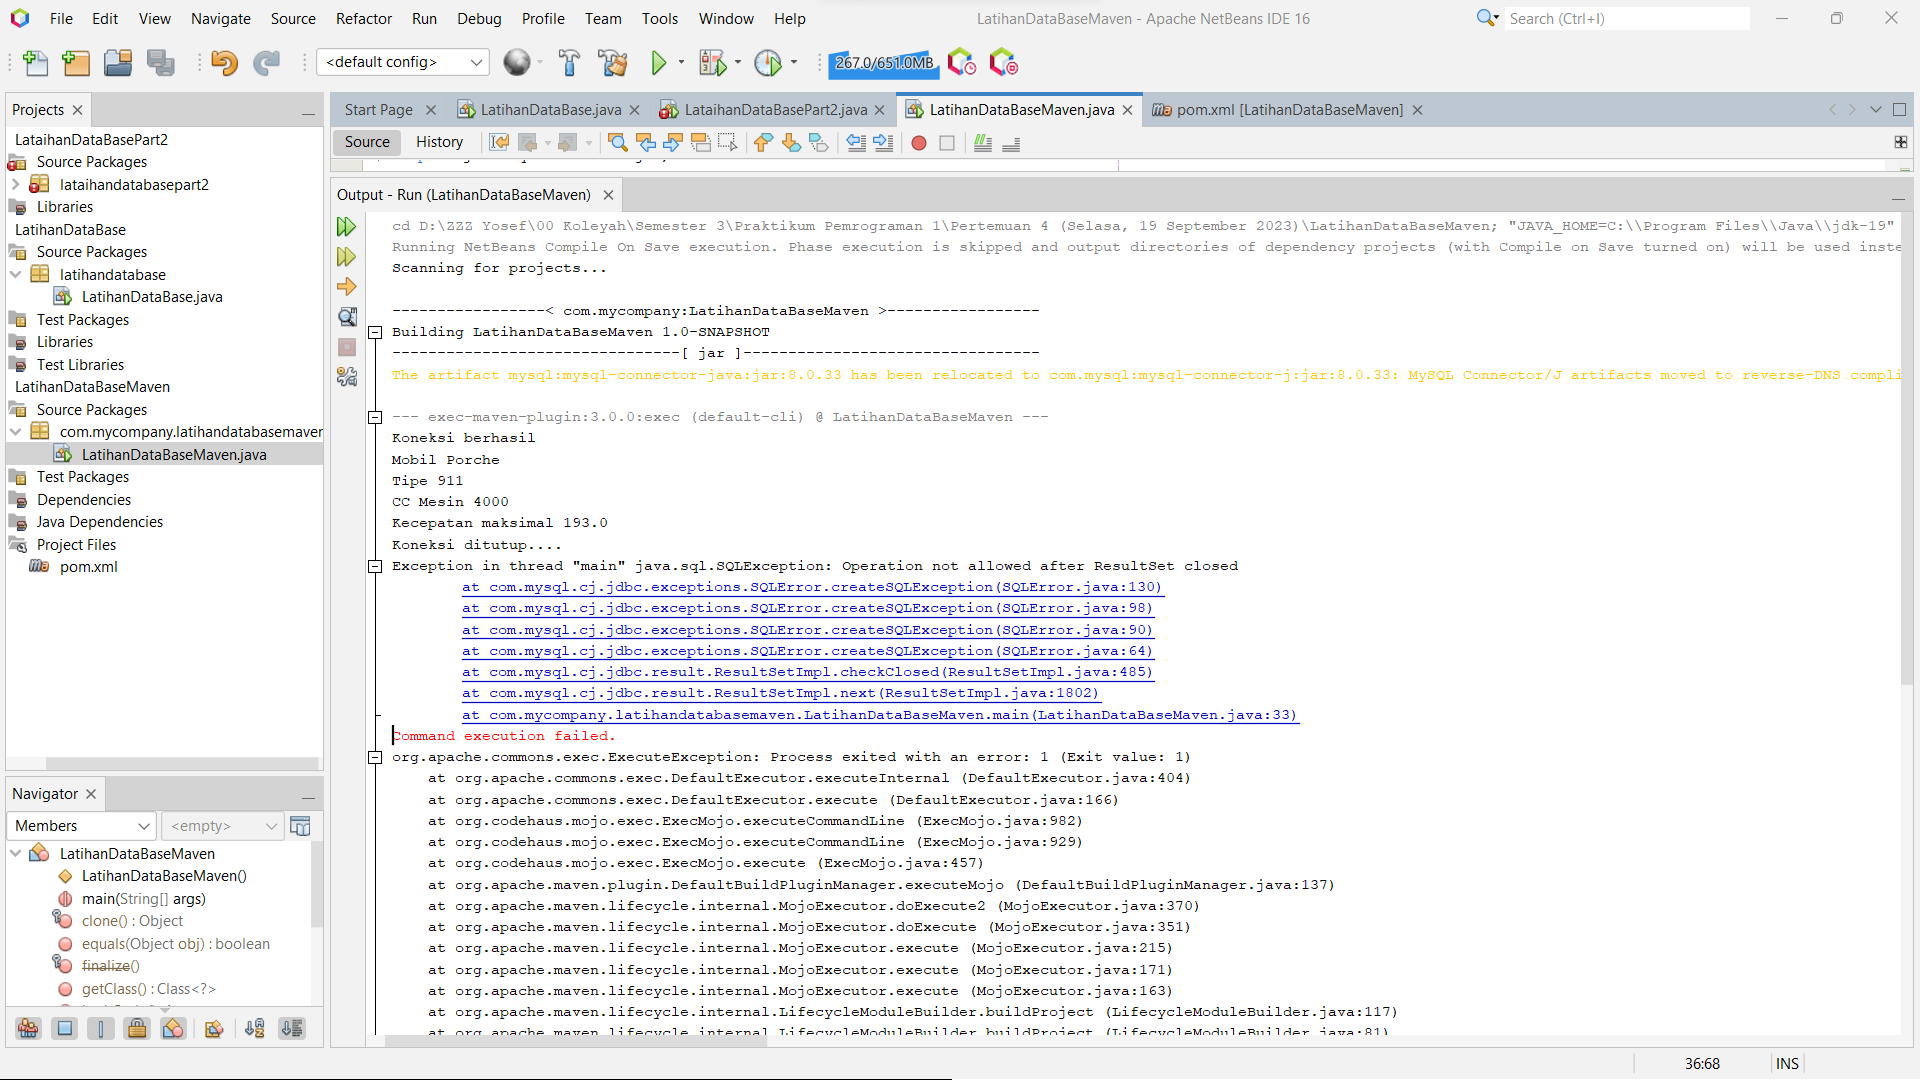 File Edit View Navigate Source Refactor Run Debug Profile Team Tools Window Help
LatihanDataBaseMaven - Apache NetBeans IDE 16
Search (Ctrl+I)
<default config>
267.0/651.0MB
Projects
LataihanDataBasePart2
Source Packages
lataihandatabasepart2
Libraries
LatihanDataBase
Source Packages
latihandatabase
LatihanDataBase.java
Test Packages
Libraries
Test Libraries
LatihanDataBaseMaven
Source Packages
com.mycompany.latihandatabasemaven
LatihanDataBaseMaven.java
Test Packages
Dependencies
Java Dependencies
Project Files
pom.xml
Navigator
Members
<empty>
LatihanDataBaseMaven
LatihanDataBaseMaven()
main(String[] args)
clone() : Object
equals(Object obj) : boolean
finalize()
getClass() : Class<?>
Start Page
LatihanDataBase.java
LataihanDataBasePart2.java
LatihanDataBaseMaven.java
pom.xml [LatihanDataBaseMaven]
Source History
Output - Run (LatihanDataBaseMaven)
cd D:\ZZZ Yosef\00 Koleyah\Semester 3\Praktikum Pemrograman 1\Pertemuan 4 (Selasa, 19 September 2023)\LatihanDataBaseMaven; "JAVA_HOME=C:\\Program Files\\Java\\jdk-19"
Running NetBeans Compile On Save execution. Phase execution is skipped and output directories of dependency projects (with Compile on Save turned on) will be used inste
Scanning for projects...
-----------------< com.mycompany:LatihanDataBaseMaven >-----------------
Building LatihanDataBaseMaven 1.0-SNAPSHOT
--------------------------------[ jar ]---------------------------------
The artifact mysql:mysql-connector-java:jar:8.0.33 has been relocated to com.mysql:mysql-connector-j:jar:8.0.33: MySQL Connector/J artifacts moved to reverse-DNS compli
--- exec-maven-plugin:3.0.0:exec (default-cli) @ LatihanDataBaseMaven ---
Koneksi berhasil
Mobil Porche
Tipe 911
CC Mesin 4000
Kecepatan maksimal 193.0
Koneksi ditutup....
Exception in thread "main" java.sql.SQLException: Operation not allowed after ResultSet closed
at com.mysql.cj.jdbc.exceptions.SQLError.createSQLException(SQLError.java:130)
at com.mysql.cj.jdbc.exceptions.SQLError.createSQLException(SQLError.java:98)
at com.mysql.cj.jdbc.exceptions.SQLError.createSQLException(SQLError.java:90)
at com.mysql.cj.jdbc.exceptions.SQLError.createSQLException(SQLError.java:64)
at com.mysql.cj.jdbc.result.ResultSetImpl.checkClosed(ResultSetImpl.java:485)
at com.mysql.cj.jdbc.result.ResultSetImpl.next(ResultSetImpl.java:1802)
at com.mycompany.latihandatabasemaven.LatihanDataBaseMaven.main(LatihanDataBaseMaven.java:33)
Command execution failed.
org.apache.commons.exec.ExecuteException: Process exited with an error: 1 (Exit value: 1)
at org.apache.commons.exec.DefaultExecutor.executeInternal (DefaultExecutor.java:404)
at org.apache.commons.exec.DefaultExecutor.execute (DefaultExecutor.java:166)
at org.codehaus.mojo.exec.ExecMojo.executeCommandLine (ExecMojo.java:982)
at org.codehaus.mojo.exec.ExecMojo.executeCommandLine (ExecMojo.java:929)
at org.codehaus.mojo.exec.ExecMojo.execute (ExecMojo.java:457)
at org.apache.maven.plugin.DefaultBuildPluginManager.executeMojo (DefaultBuildPluginManager.java:137)
at org.apache.maven.lifecycle.internal.MojoExecutor.doExecute2 (MojoExecutor.java:370)
at org.apache.maven.lifecycle.internal.MojoExecutor.doExecute (MojoExecutor.java:351)
at org.apache.maven.lifecycle.internal.MojoExecutor.execute (MojoExecutor.java:215)
at org.apache.maven.lifecycle.internal.MojoExecutor.execute (MojoExecutor.java:171)
at org.apache.maven.lifecycle.internal.MojoExecutor.execute (MojoExecutor.java:163)
at org.apache.maven.lifecycle.internal.LifecycleModuleBuilder.buildProject (LifecycleModuleBuilder.java:117)
at org.apache.maven.lifecycle.internal.LifecycleModuleBuilder.buildProject (LifecycleModuleBuilder.java:81)
36:68 INS